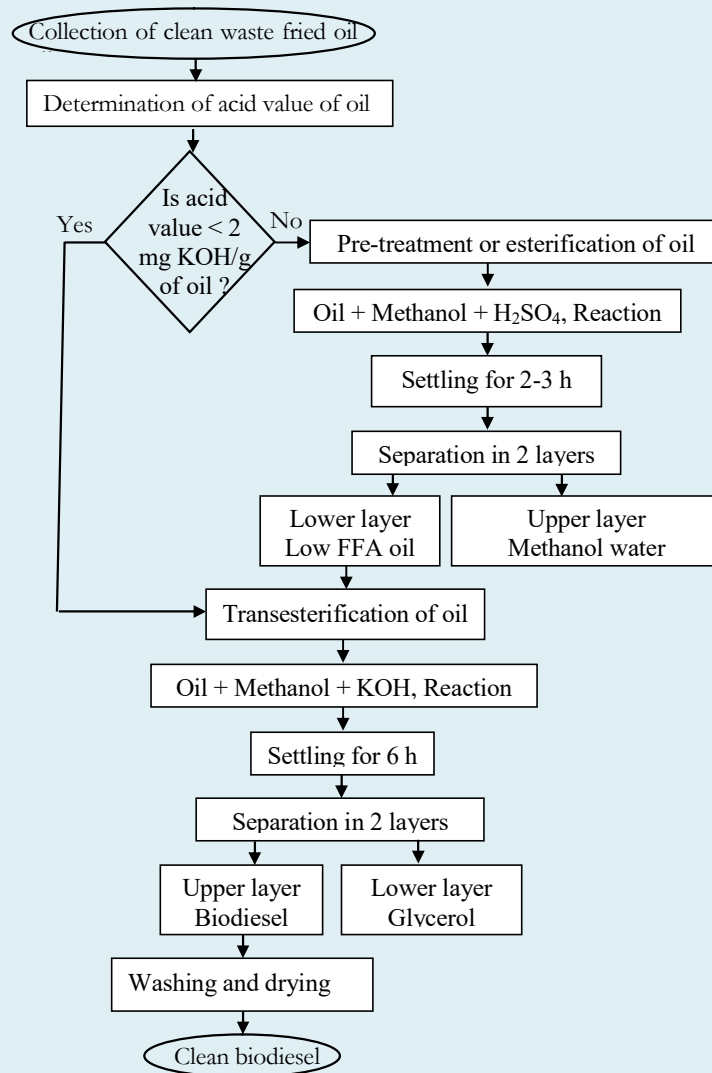 Collection of clean waste fried oil
Determination of acid value of oil
Is acid
value < 2
mg KOH/g
of oil ?
Yes
No
Pre-treatment or esterification of oil
Oil + Methanol + H₂SO₄, Reaction
Settling for 2-3 h
Separation in 2 layers
Lower layer
Low FFA oil
Upper layer
Methanol water
Transesterification of oil
Oil + Methanol + KOH, Reaction
Settling for 6 h
Separation in 2 layers
Upper layer
Biodiesel
Lower layer
Glycerol
Washing and drying
Clean biodiesel